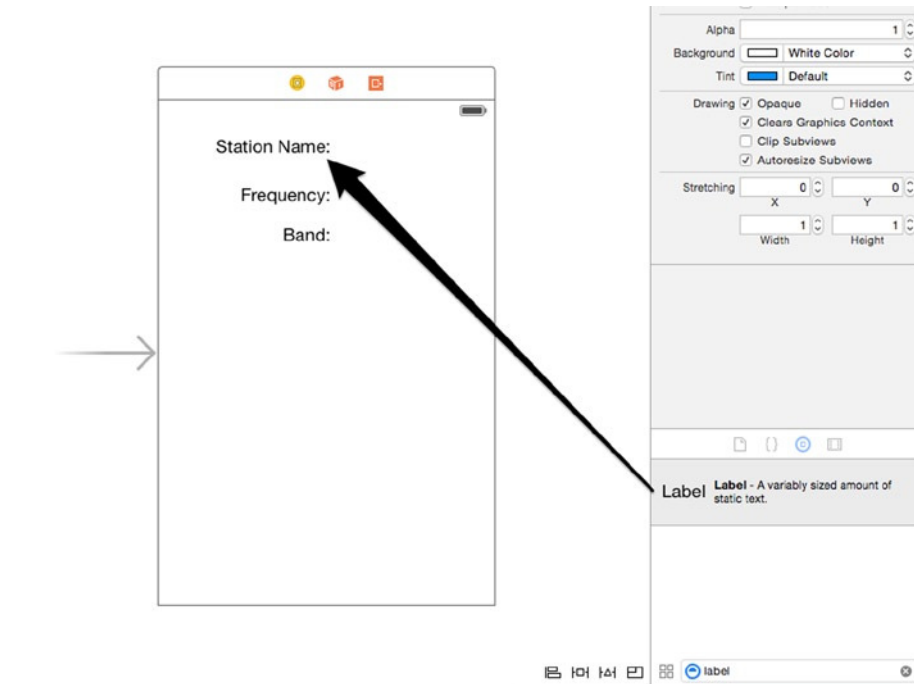 Station Name:
Frequency:
Band:
Alpha 1
Background White Color
Tint Default
Drawing Opaque Hidden
Clears Graphics Context
Clip Subviews
Autoresize Subviews
Stretching 0 0
X Y
1 1
Width Height
Label Label - A variably sized amount of
static text.
label